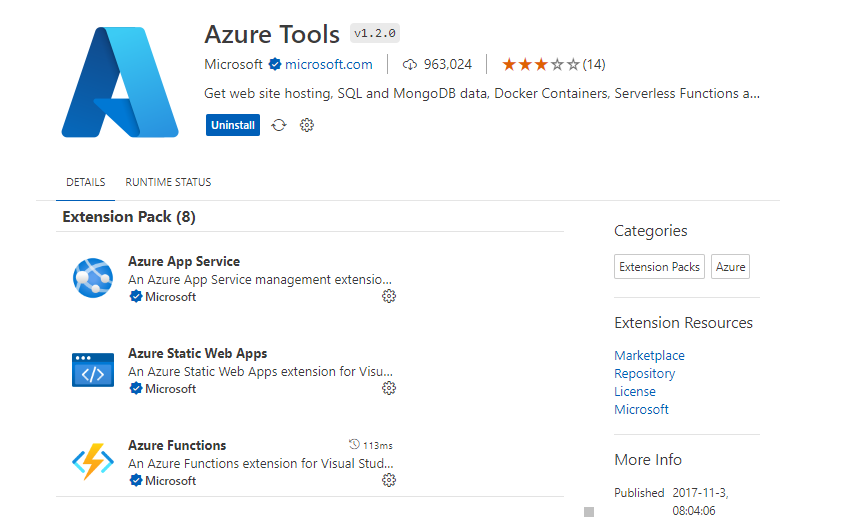 Azure Tools v1.2.0
Microsoft microsoft.com 963,024 (14)
Get web site hosting, SQL and MongoDB data, Docker Containers, Serverless Functions a...
Uninstall
DETAILS RUNTIME STATUS
Extension Pack (8)
Azure App Service
An Azure App Service management extensio...
Microsoft
Azure Static Web Apps
An Azure Static Web Apps extension for Visu...
Microsoft
Azure Functions 113ms
An Azure Functions extension for Visual Stud...
Microsoft
Categories
Extension Packs Azure
Extension Resources
Marketplace
Repository
License
Microsoft
More Info
Published 2017-11-3,
08:04:06